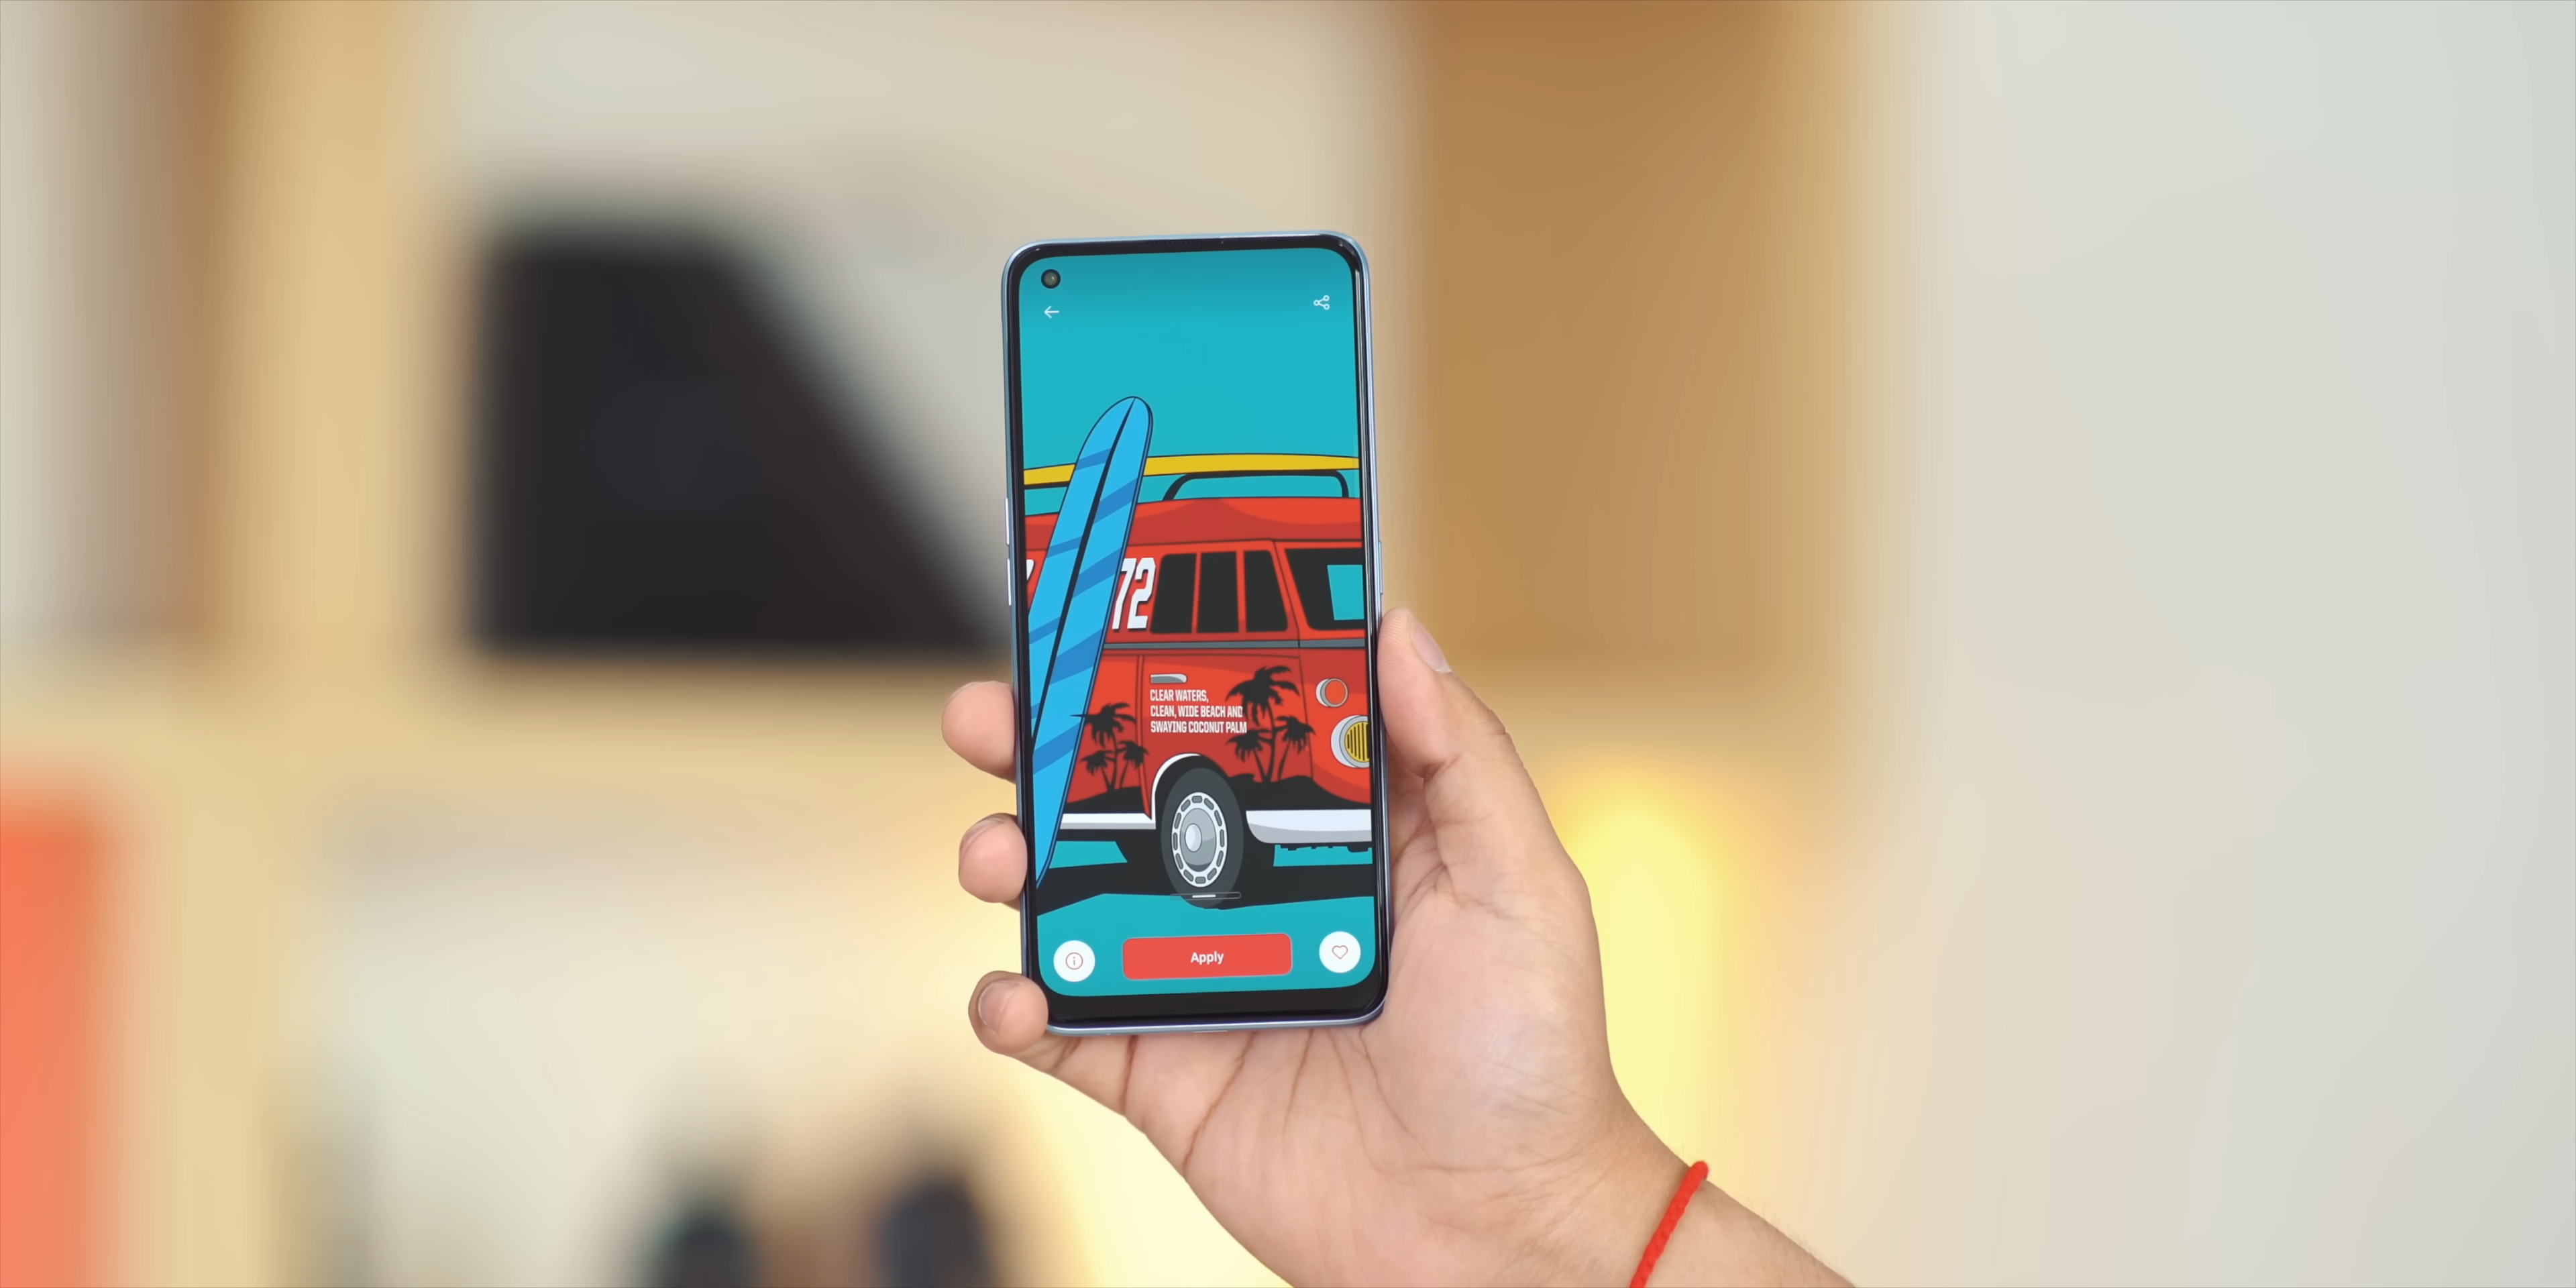 72
CLEAR WATERS,
CLEAN, WIDE BEACH AND
SWAYING COCONUT PALM
Apply